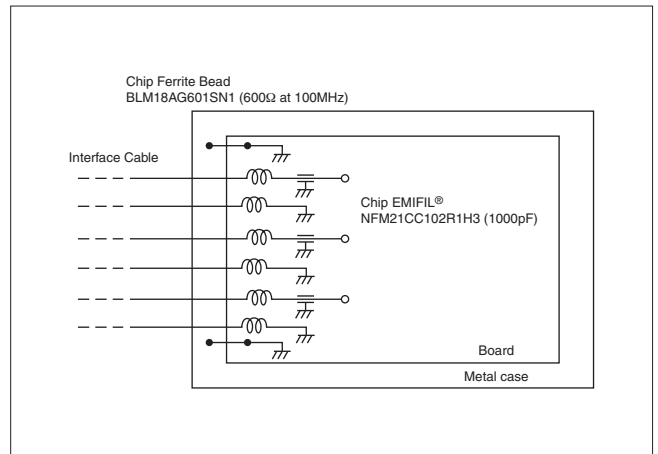 Chip Ferrite Bead
BLM18AG601SN1 (600Ω at 100MHz)
Interface Cable
Chip EMIFIL®
NFM21CC102R1H3 (1000pF)
Board
Metal case